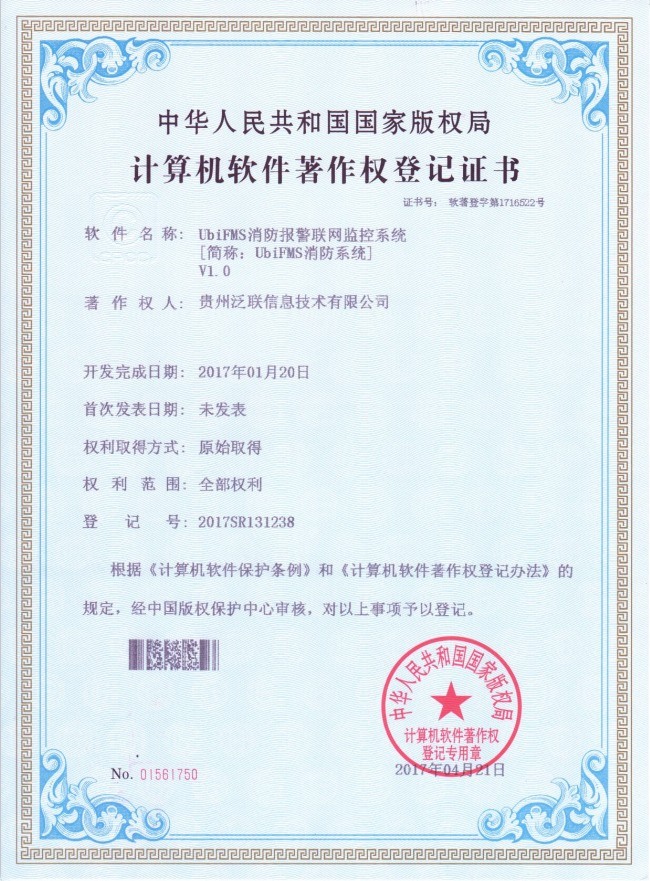 中华人民共和国国家版权局
计算机软件著作权登记证书
证书号： 软著登字第1716522号
软件名称： UbiFMS消防报警联网监控系统
[简称：UbiFMS消防系统]
V1.0
著作权人： 贵州泛联信息技术有限公司
开发完成日期： 2017年01月20日
首次发表日期： 未发表
权利取得方式： 原始取得
权利范围： 全部权利
登记号： 2017SR131238
根据《计算机软件保护条例》和《计算机软件著作权登记办法》的
规定，经中国版权保护中心审核，对以上事项予以登记。
中华人民共和国国家版权局
计算机软件著作权
登记专用章
No. 01561750
2017年04月21日